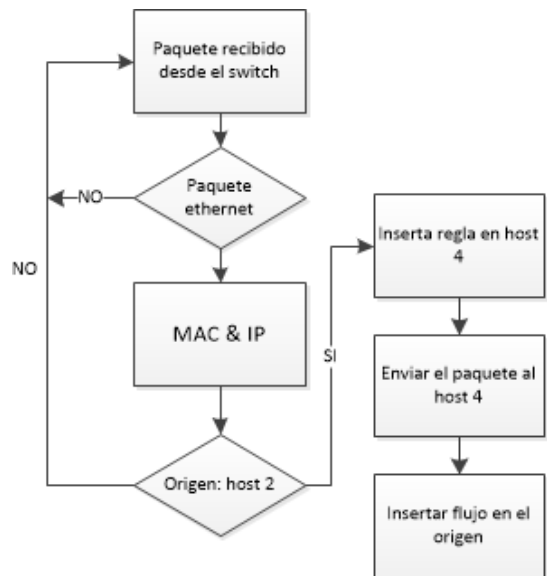 Paquete recibido
desde el switch
Paquete
ethernet
NO
NO
MAC & IP
Origen: host 2
SI
Inserta regla en host
4
Enviar el paquete al
host 4
Insertar flujo en el
origen